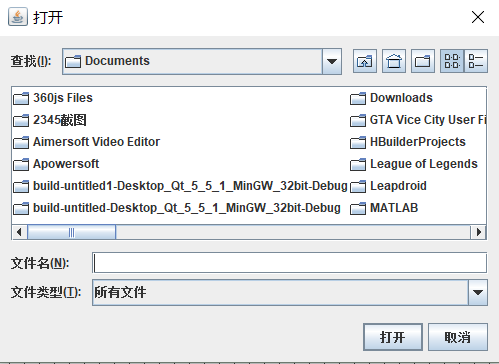 打开
查找(I):
Documents
360js Files
2345截图
Aimersoft Video Editor
Apowersoft
build-untitled1-Desktop_Qt_5_5_1_MinGW_32bit-Debug
build-untitled-Desktop_Qt_5_5_1_MinGW_32bit-Debug
Downloads
GTA Vice City User Fi
HBuilderProjects
League of Legends
Leapdroid
MATLAB
文件名(N):
文件类型(T):
所有文件
打开
取消